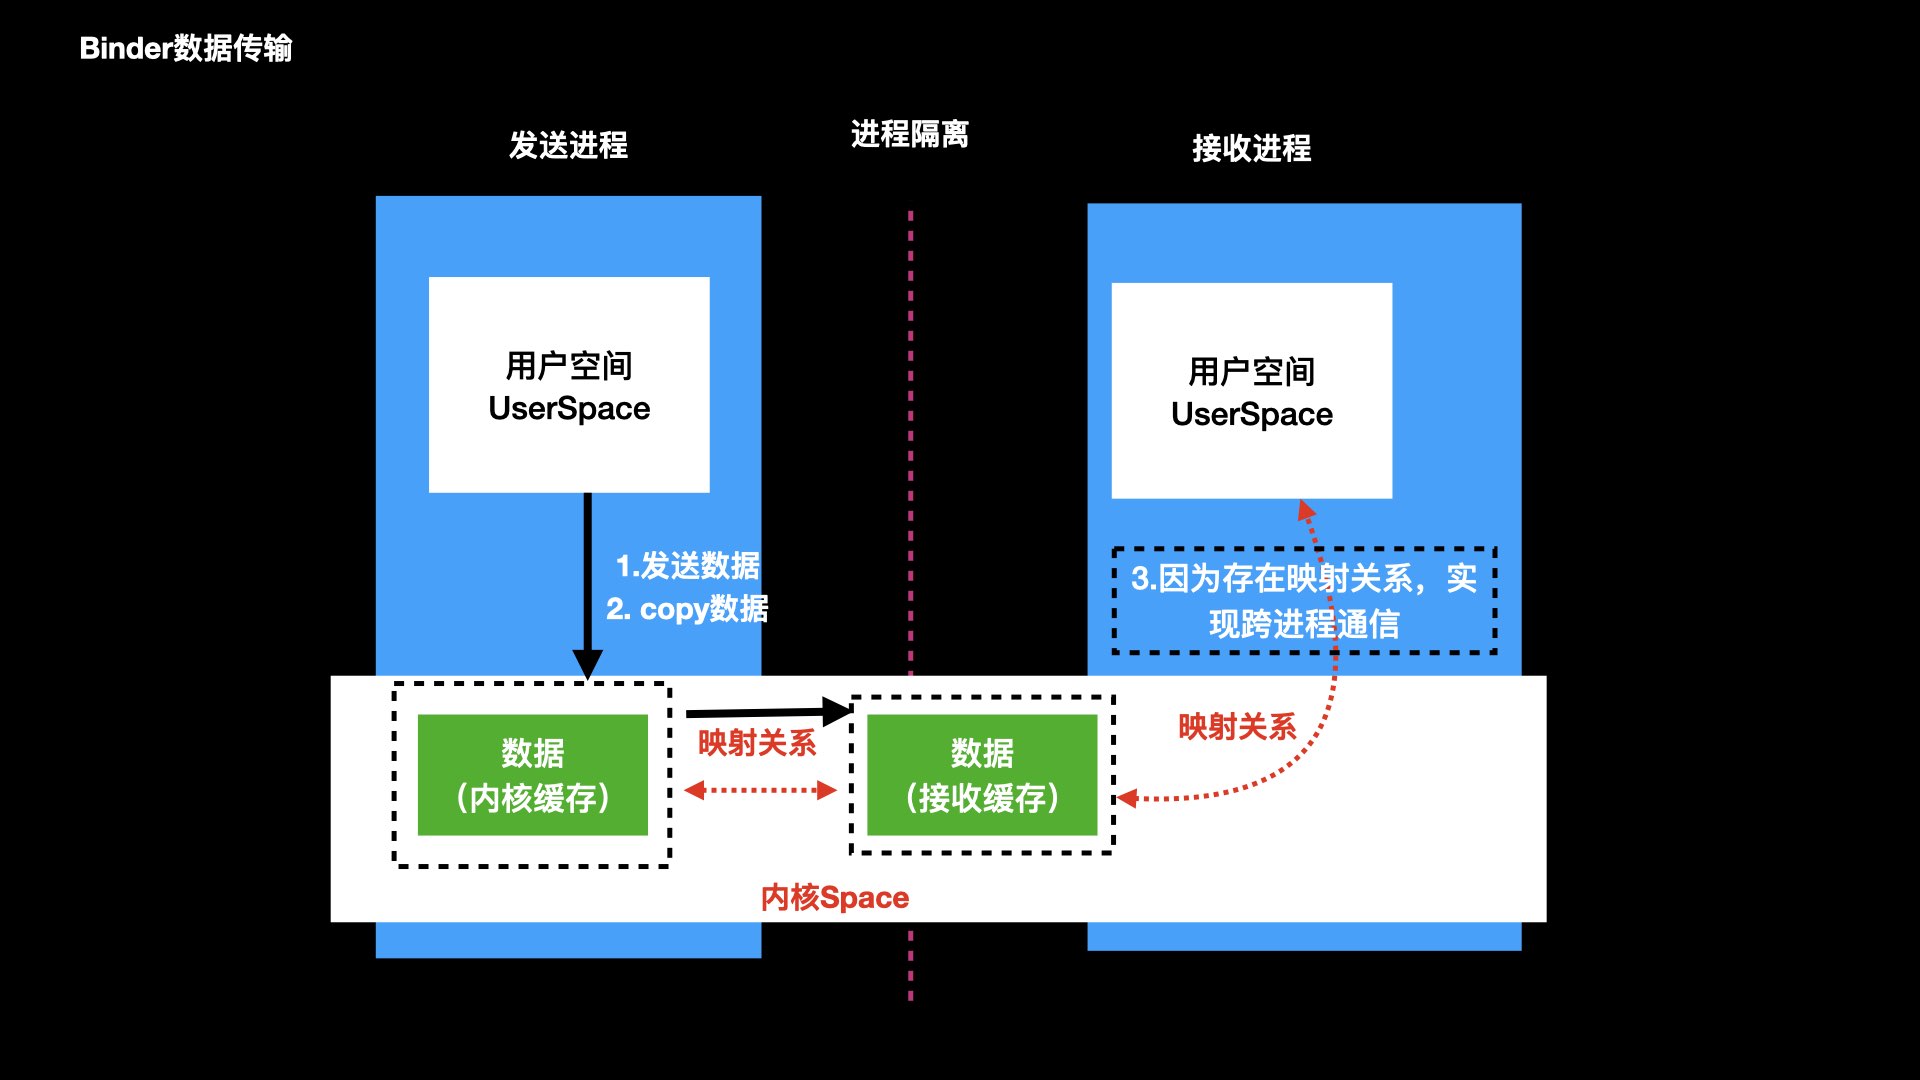 Binder数据传输
发送进程
进程隔离
接收进程
用户空间
UserSpace
用户空间
UserSpace
1.发送数据
2. copy数据
3.因为存在映射关系，实
现跨进程通信
数据
（内核缓存）
映射关系
数据
（接收缓存）
映射关系
内核Space